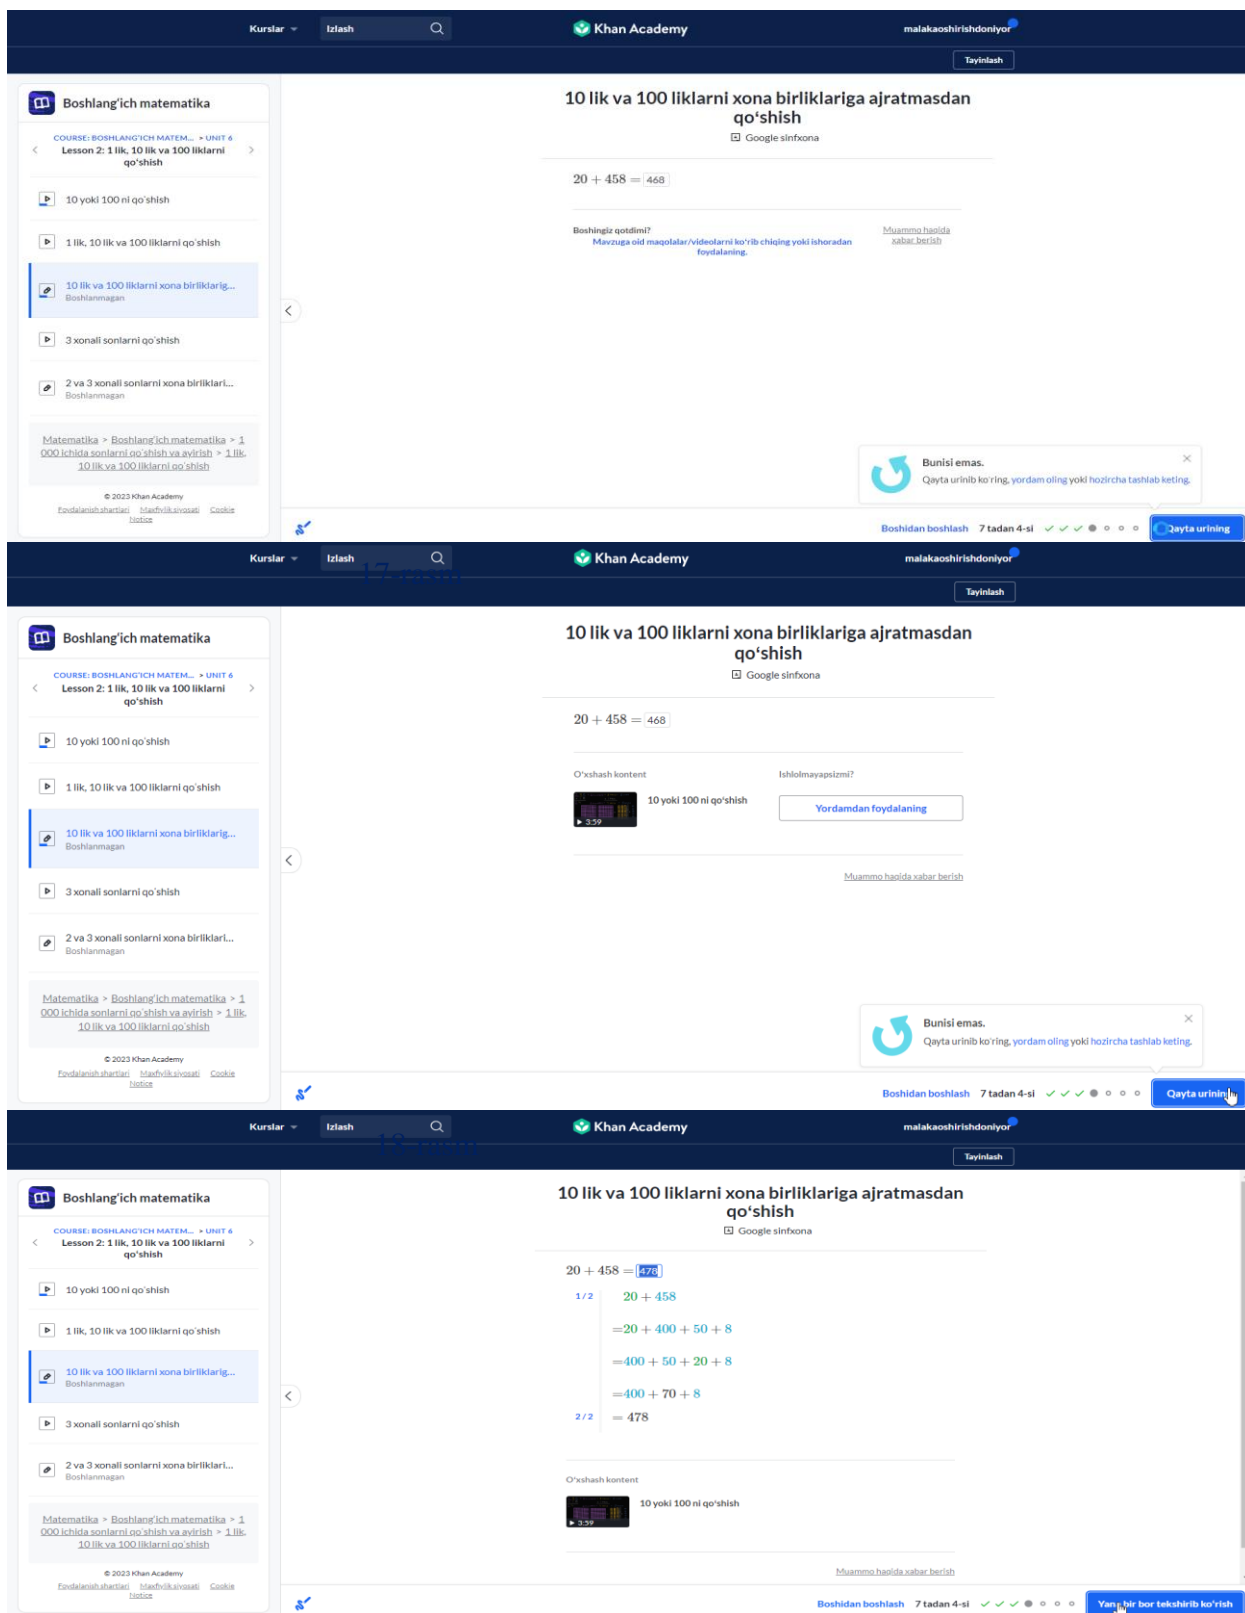 Kurslar
Izlash
Khan Academy
malakaoshirishdoniyor
Tayinlash
Boshlang'ich matematika
COURSE: BOSHLANG'ICH MATEM... > UNIT 6
Lesson 2: 1 lik, 10 lik va 100 liklarni
qo'shish
10 yoki 100 ni qo'shish
1 lik, 10 lik va 100 liklarni qo'shish
10 lik va 100 liklarni xona birliklarig...
Boshlanmagan
3 xonali sonlarni qo'shish
2 va 3 xonali sonlarni xona birliklari...
Boshlanmagan
Matematika > Boshlang'ich matematika > 1
000 ichida sonlarni qo'shish va ayirish > 1 lik,
10 lik va 100 liklarni qo'shish
© 2023 Khan Academy
Foydalanish shartlari Maxfiylik siyosati Cookie
Notice
10 lik va 100 liklarni xona birliklariga ajratmasdan
qo'shish
Google sinfxona
20 + 458 = 468
Boshingiz qotdimi?
Mavzuga oid maqolalar/videolarni ko'rib chiqing yoki ishoradan
foydalaning.
Muammo haqida
xabar berish
Bunisi emas.
Qayta urinib ko'ring, yordam oling yoki hozircha tashlab keting.
Boshidan boshlash 7 tadan 4-si
Qayta urining
Kurslar
Izlash
Khan Academy
malakaoshirishdoniyor
17-rasm
Tayinlash
Boshlang'ich matematika
COURSE: BOSHLANG'ICH MATEM... > UNIT 6
Lesson 2: 1 lik, 10 lik va 100 liklarni
qo'shish
10 yoki 100 ni qo'shish
1 lik, 10 lik va 100 liklarni qo'shish
10 lik va 100 liklarni xona birliklarig...
Boshlanmagan
3 xonali sonlarni qo'shish
2 va 3 xonali sonlarni xona birliklari...
Boshlanmagan
Matematika > Boshlang'ich matematika > 1
000 ichida sonlarni qo'shish va ayirish > 1 lik,
10 lik va 100 liklarni qo'shish
© 2023 Khan Academy
Foydalanish shartlari Maxfiylik siyosati Cookie
Notice
10 lik va 100 liklarni xona birliklariga ajratmasdan
qo'shish
Google sinfxona
20 + 458 = 468
O'xshash kontent
10 yoki 100 ni qo'shish
3:59
Ishlolmayapsizmi?
Yordamdan foydalaning
Muammo haqida xabar berish
Bunisi emas.
Qayta urinib ko'ring, yordam oling yoki hozircha tashlab keting.
Boshidan boshlash 7 tadan 4-si
Qayta urining
Kurslar
Izlash
Khan Academy
malakaoshirishdoniyor
Tayinlash
Boshlang'ich matematika
COURSE: BOSHLANG'ICH MATEM... > UNIT 6
Lesson 2: 1 lik, 10 lik va 100 liklarni
qo'shish
10 yoki 100 ni qo'shish
1 lik, 10 lik va 100 liklarni qo'shish
10 lik va 100 liklarni xona birliklarig...
Boshlanmagan
3 xonali sonlarni qo'shish
2 va 3 xonali sonlarni xona birliklari...
Boshlanmagan
Matematika > Boshlang'ich matematika > 1
000 ichida sonlarni qo'shish va ayirish > 1 lik,
10 lik va 100 liklarni qo'shish
© 2023 Khan Academy
Foydalanish shartlari Maxfiylik siyosati Cookie
Notice
10 lik va 100 liklarni xona birliklariga ajratmasdan
qo'shish
Google sinfxona
20 + 458 = 478
1 / 2 20 + 458
=20 + 400 + 50 + 8
=400 + 50 + 20 + 8
=400 + 70 + 8
2 / 2 = 478
O'xshash kontent
10 yoki 100 ni qo'shish
3:59
Muammo haqida xabar berish
Boshidan boshlash 7 tadan 4-si
Yana bir bor tekshirib ko'rish